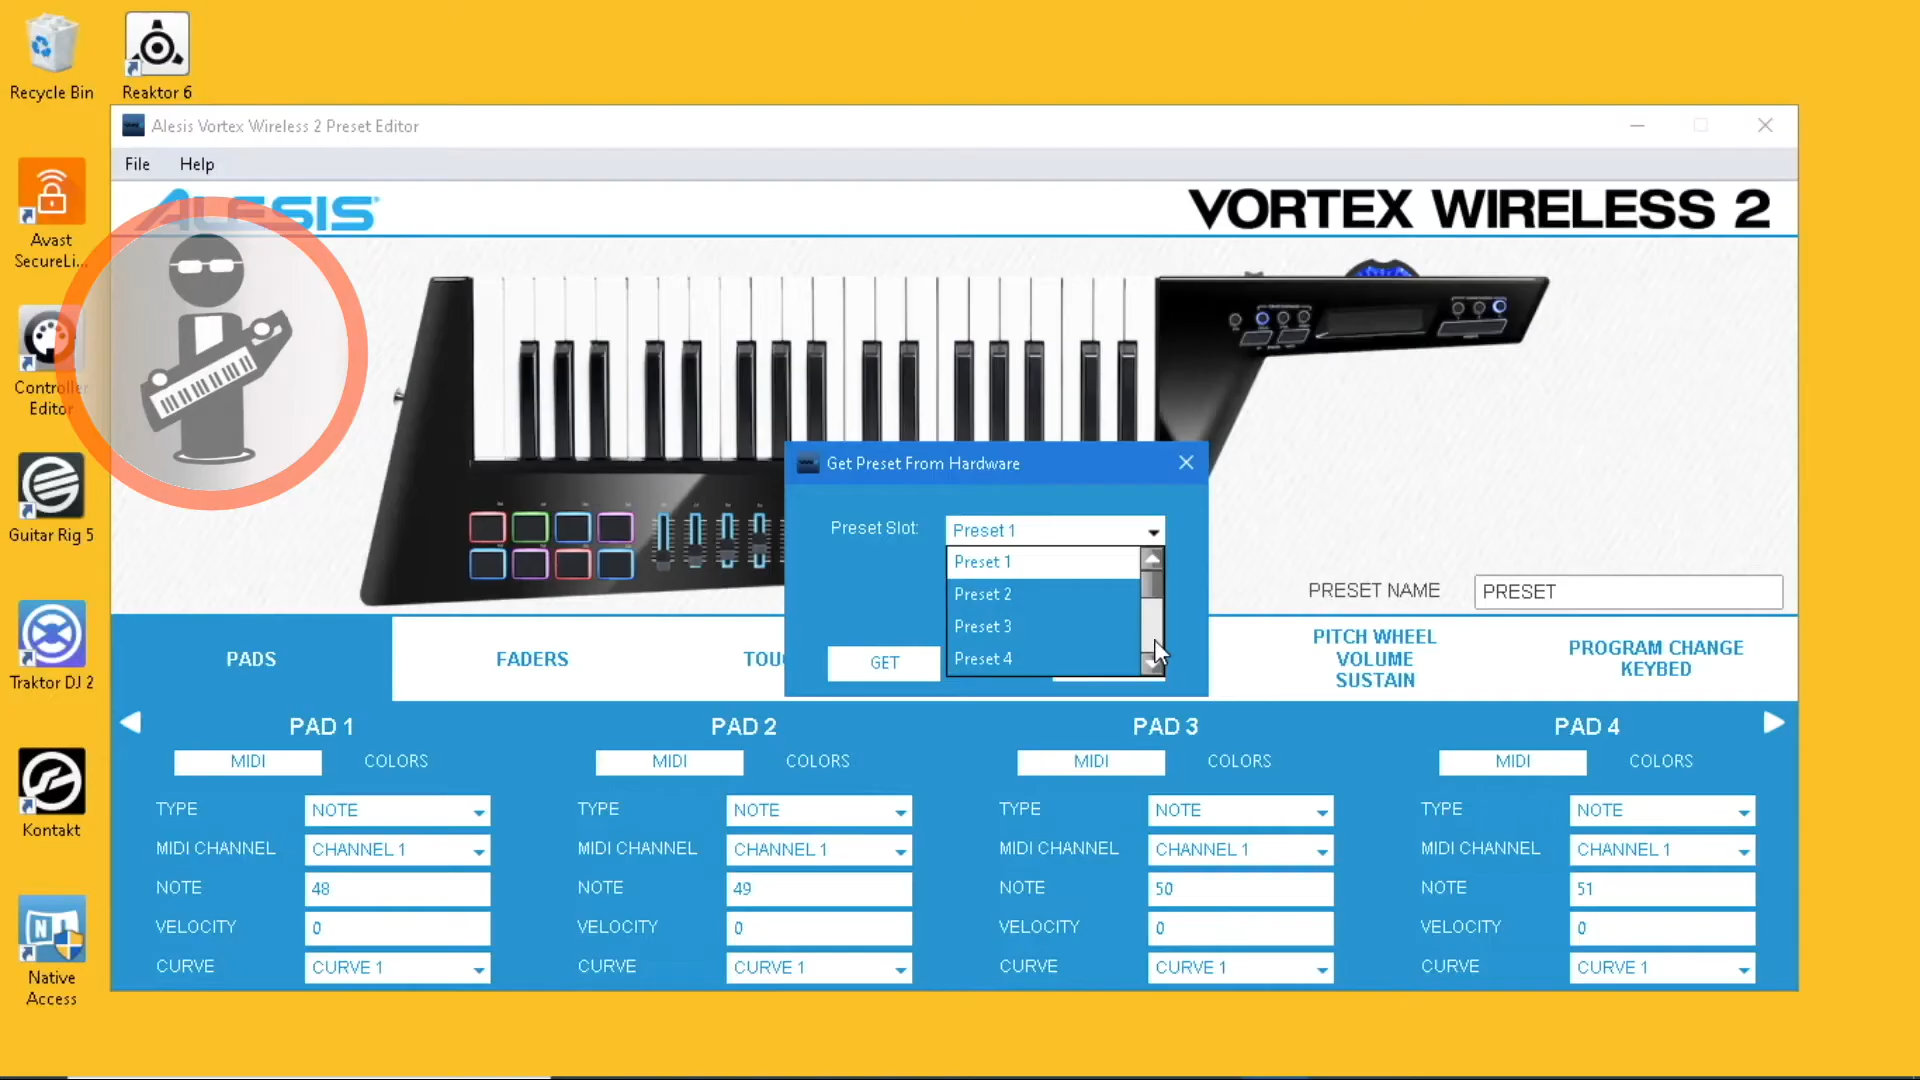 Recycle Bin
Reaktor 6
Alesis Vortex Wireless 2 Preset Editor
File Help
ALESIS
VORTEX WIRELESS 2
Avast
SecureLi...
Controller
Editor
Guitar Rig 5
Traktor DJ 2
Kontakt
Native
Access
Get Preset From Hardware
Preset Slot: Preset 1
Preset 1
Preset 2
Preset 3
Preset 4
GET
PRESET NAME PRESET
PADS
FADERS
TOU
PITCH WHEEL
VOLUME
SUSTAIN
PROGRAM CHANGE
KEYBED
PAD 1 PAD 2 PAD 3 PAD 4
MIDI COLORS MIDI COLORS MIDI COLORS MIDI COLORS
TYPE NOTE TYPE NOTE TYPE NOTE TYPE NOTE
MIDI CHANNEL CHANNEL 1 MIDI CHANNEL CHANNEL 1 MIDI CHANNEL CHANNEL 1 MIDI CHANNEL CHANNEL 1
NOTE 48 NOTE 49 NOTE 50 NOTE 51
VELOCITY 0 VELOCITY 0 VELOCITY 0 VELOCITY 0
CURVE CURVE 1 CURVE CURVE 1 CURVE CURVE 1 CURVE CURVE 1